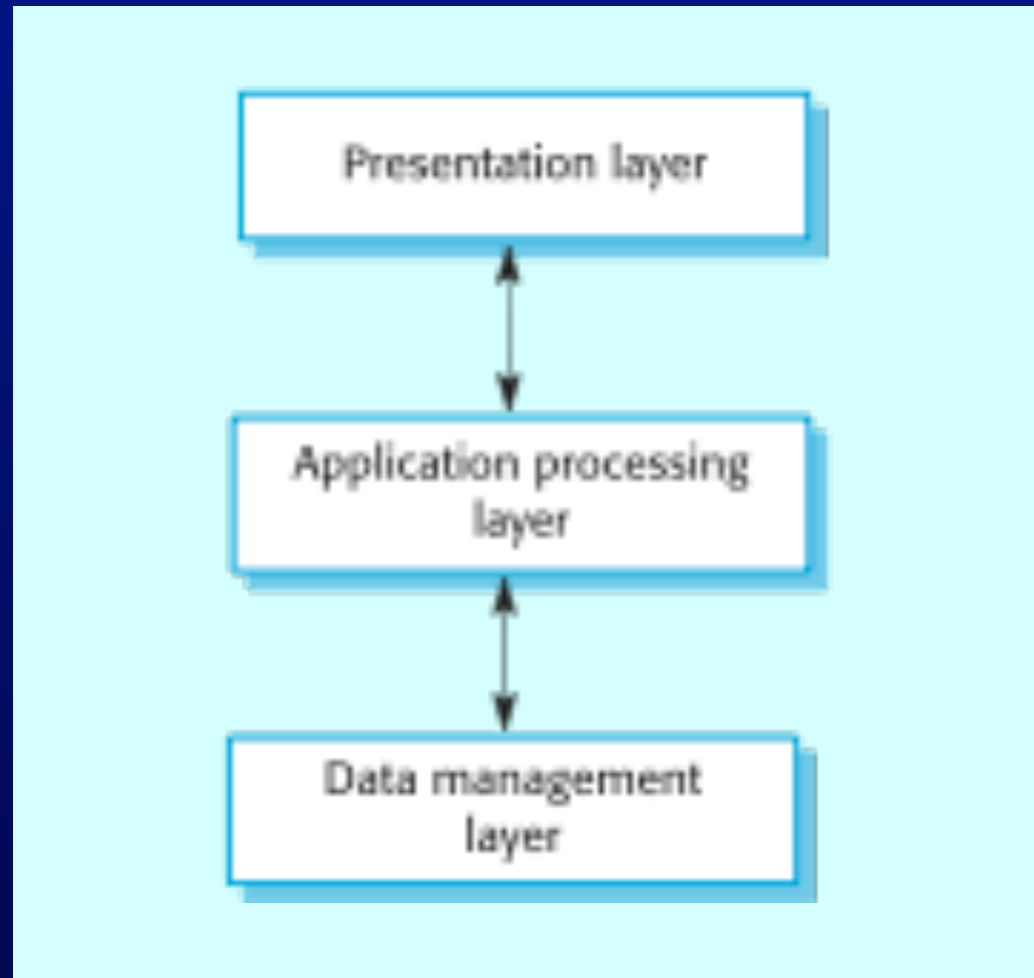 Presentation layer
Application processing
layer
Data management
layer